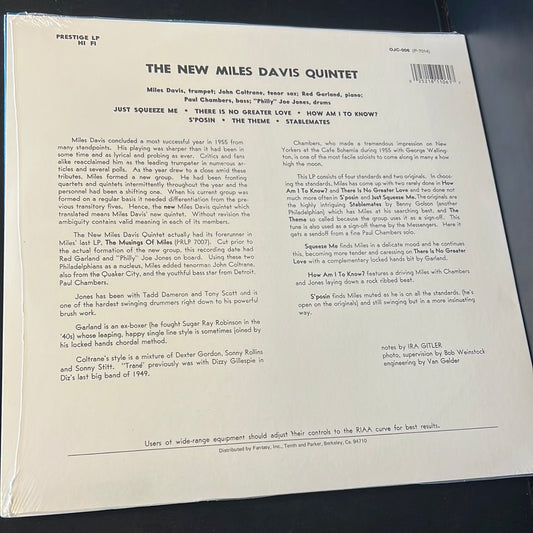 PRESTIGE LP
HI FI
OJC-006 (P-7014)
THE NEW MILES DAVIS QUINTET
Miles Davis, trumpet; John Coltrane, tenor sax; Red Garland, piano;
Paul Chambers, bass; "Philly" Joe Jones, drums
JUST SQUEEZE ME • THERE IS NO GREATER LOVE • HOW AM I TO KNOW?
S'POSIN • THE THEME • STABLEMATES
Miles Davis concluded a most successful year in 1955 from
many standpoints. His playing was sharper than it had been in
some time and as lyrical and probing as ever. Critics and fans
alike reacclaimed him as the leading trumpeter in numerous ar-
ticles and several polls. As the year drew to a close amid these
tributes, Miles formed a new group. He had been fronting
quartets and quintets intermittently throughout the year and the
personnel had been a shifting one. When his current group was
formed on a regular basis it needed differentiation from the pre-
vious transitory fives. Hence, the new Miles Davis quintet which
translated means Miles Davis' new quintet. Without revision the
ambiguity contains validity meaning in each of its members.
The New Miles Davis Quintet actually had its forerunner in
Miles' last LP, The Musings Of Miles (PRLP 7007). Cut prior to
the actual formation of the new group, this recording date had
Red Garland and "Philly" Joe Jones on board. Using these two
Philadelphians as a nucleus, Miles added tenorman John Coltrane,
also from the Quaker City, and the youthful bass star from Detroit,
Paul Chambers.
Jones has been with Tadd Dameron and Tony Scott and is
one of the hardest swinging drummers right down to his powerful
brush work.
Garland is an ex-boxer (he fought Sugar Ray Robinson in the
'40s) whose leaping, happy single line style is sometimes joined by
his locked hands chordal method.
Coltrane's style is a mixture of Dexter Gordon, Sonny Rollins
and Sonny Stitt. "Trane" previously was with Dizzy Gillespie in
Diz's last big band of 1949.
Chambers, who made a tremendous impression on New
Yorkers at the Cafe Bohemia during 1955 with George Walling-
ton, is one of the most facile soloists to come along in many a how
high the moon.
This LP consists of four standards and two originals. In choos-
ing the standards, Miles has come up with two rarely done in How
Am I To Know? and There Is No Greater Love and two done not
much more often in S'posin and Just Squeeze Me. The originals are
the highly intriguing Stablemates by Benny Golson (another
Philadelphian) which has Miles at his searching best, and The
Theme so called because the group uses it as a sign-off. This
tune is also used as a sign-off theme by the Messengers. Here it
gets a sendoff from a fine Paul Chambers solo.
Squeeze Me finds Miles in a delicate mood and he continues
this, becoming more tender and caressing on There Is No Greater
Love with a complementary locked hands bit by Garland.
How Am I To Know? features a driving Miles with Chambers
and Jones laying down a rock ribbed beat.
S'posin finds Miles muted as he is on all the standards, (he's
open on the originals) and still swinging but in a more insinuating
way.
notes by IRA GITLER
photo, supervision by Bob Weinstock
engineering by Van Gelder
Users of wide-range equipment should adjust their controls to the RIAA curve for best results.
Distributed by Fantasy, Inc., Tenth and Parker, Berkeley, Ca. 94710